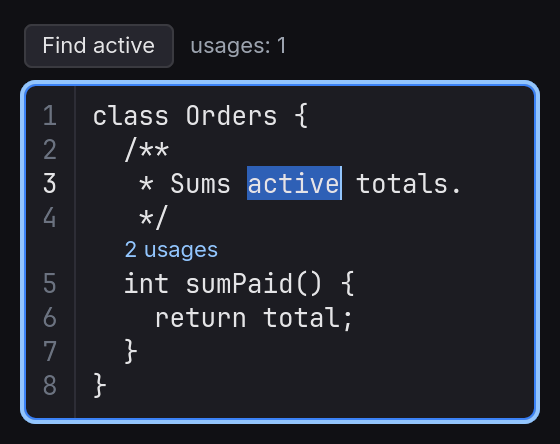 Find active usages: 1
1 class Orders {
2 /**
3 * Sums active totals.
4 */
2 usages
5 int sumPaid() {
6 return total;
7 }
8 }